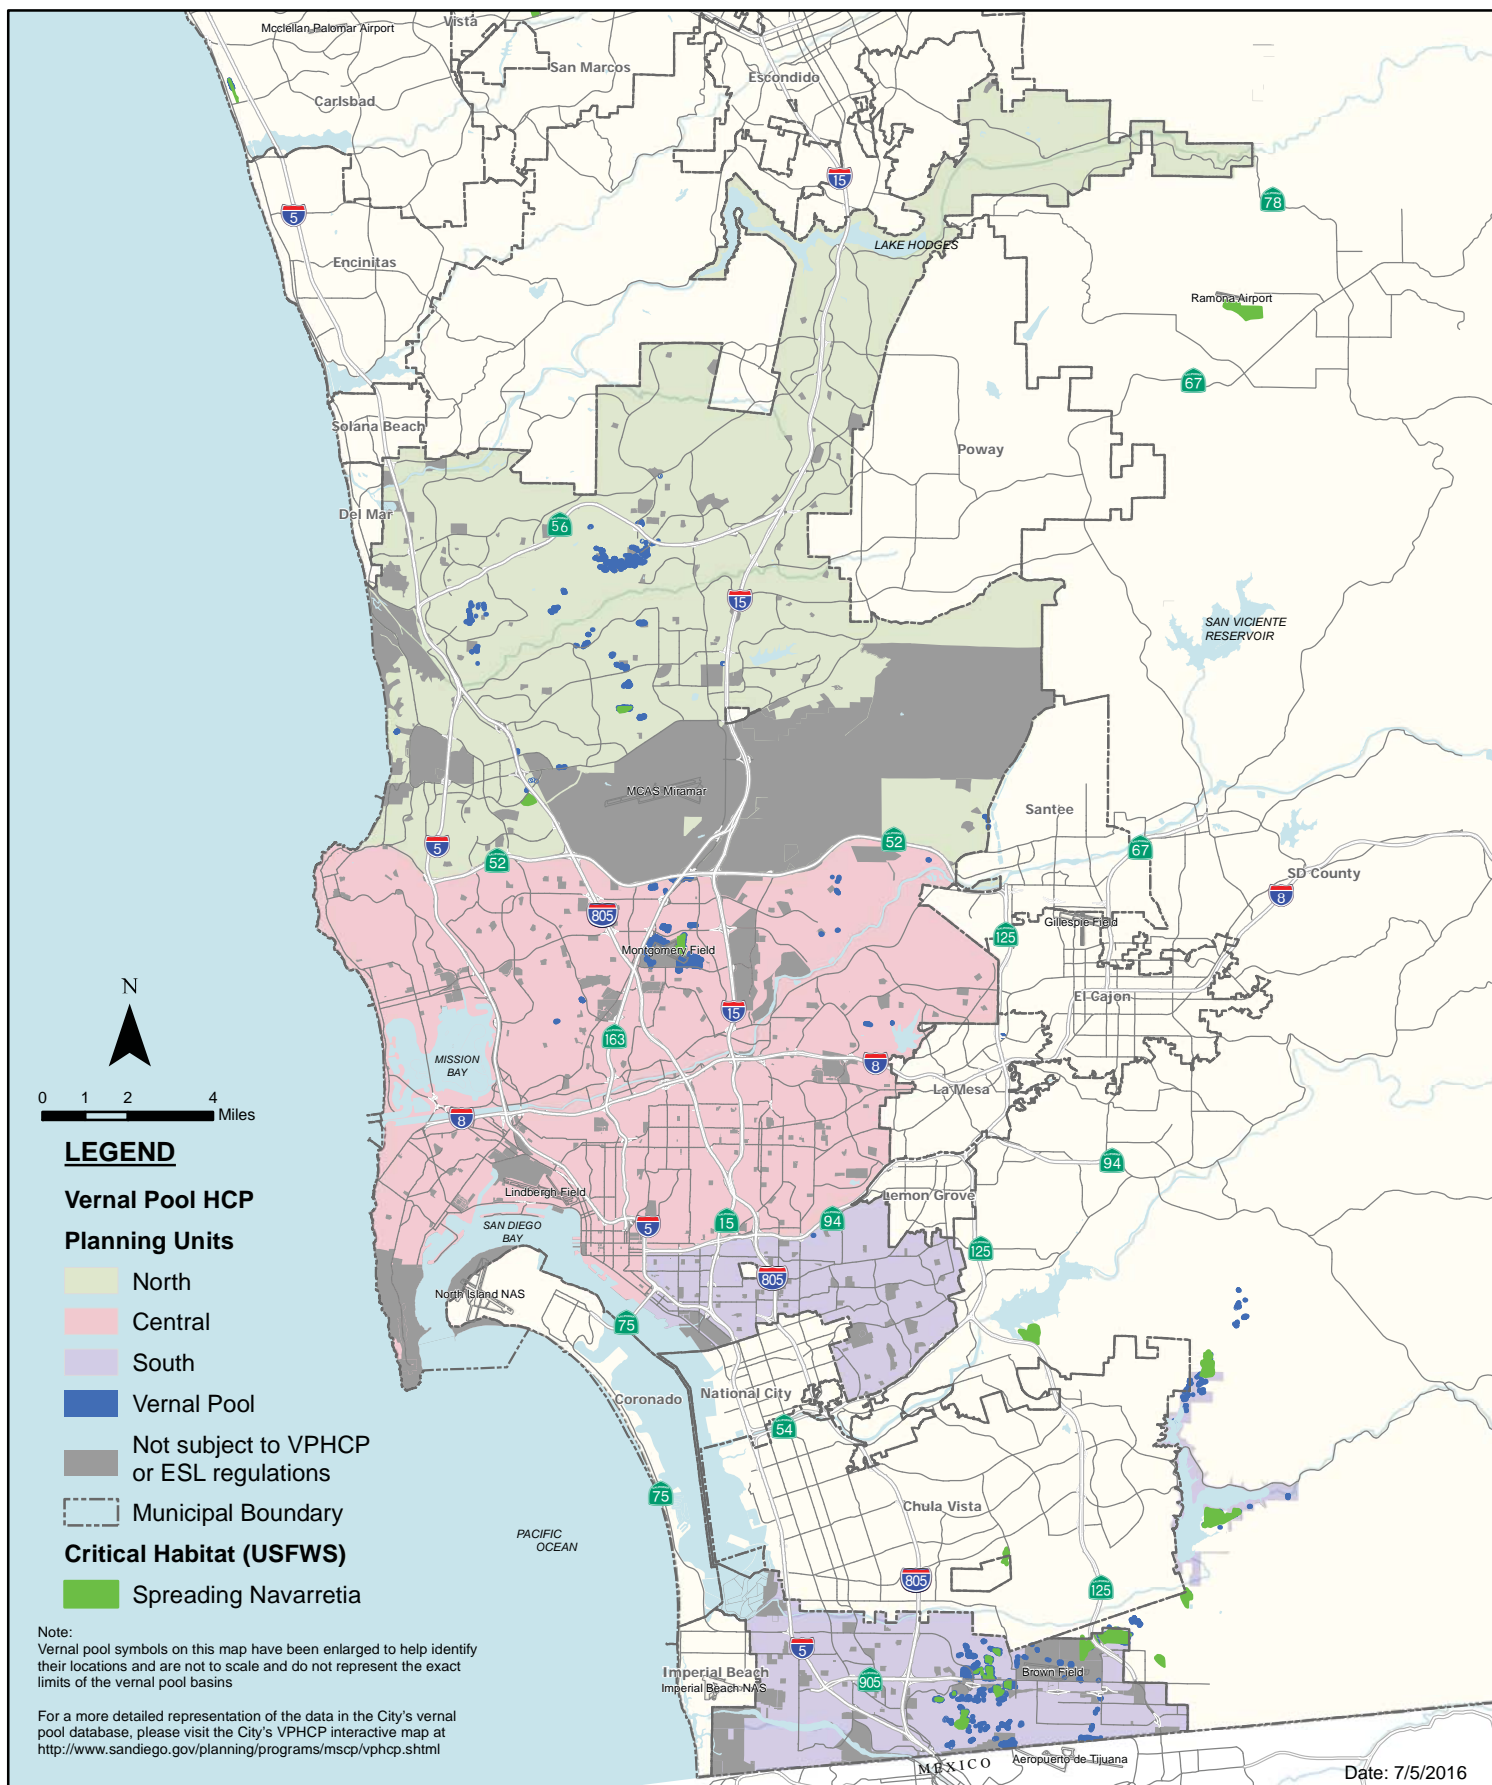 Mcclellan Palomar Airport
Vista
San Marcos
Escondido
Carlsbad
15
5
78
LAKE HODGES
Encinitas
Ramona Airport
67
Solana Beach
Poway
Del Mar
56
15
SAN VICIENTE
RESERVOIR
MCAS Miramar
Santee
5
52
52
67
SD County
8
805
Gillespie Field
125
Montgomery Field
N
El Cajon
15
163
MISSION
BAY
8
La Mesa
0 1 2 4
Miles
8
94
LEGEND
Lindbergh Field
Lemon Grove
Vernal Pool HCP
SAN DIEGO
BAY
5
15
94
Planning Units
125
North
805
North Island NAS
Central
75
South
Coronado
National City
Vernal Pool
54
Not subject to VPHCP
or ESL regulations
75
Chula Vista
Municipal Boundary
PACIFIC
OCEAN
Critical Habitat (USFWS)
805
125
Spreading Navarretia
Note:
Vernal pool symbols on this map have been enlarged to help identify
their locations and are not to scale and do not represent the exact
limits of the vernal pool basins
5
Imperial Beach
Imperial Beach NAS
905
Brown Field
For a more detailed representation of the data in the City's vernal
pool database, please visit the City's VPHCP interactive map at
http://www.sandiego.gov/planning/programs/mscp/vphcp.shtml
MEXICO
Aeropuerto de Tijuana
Date: 7/5/2016